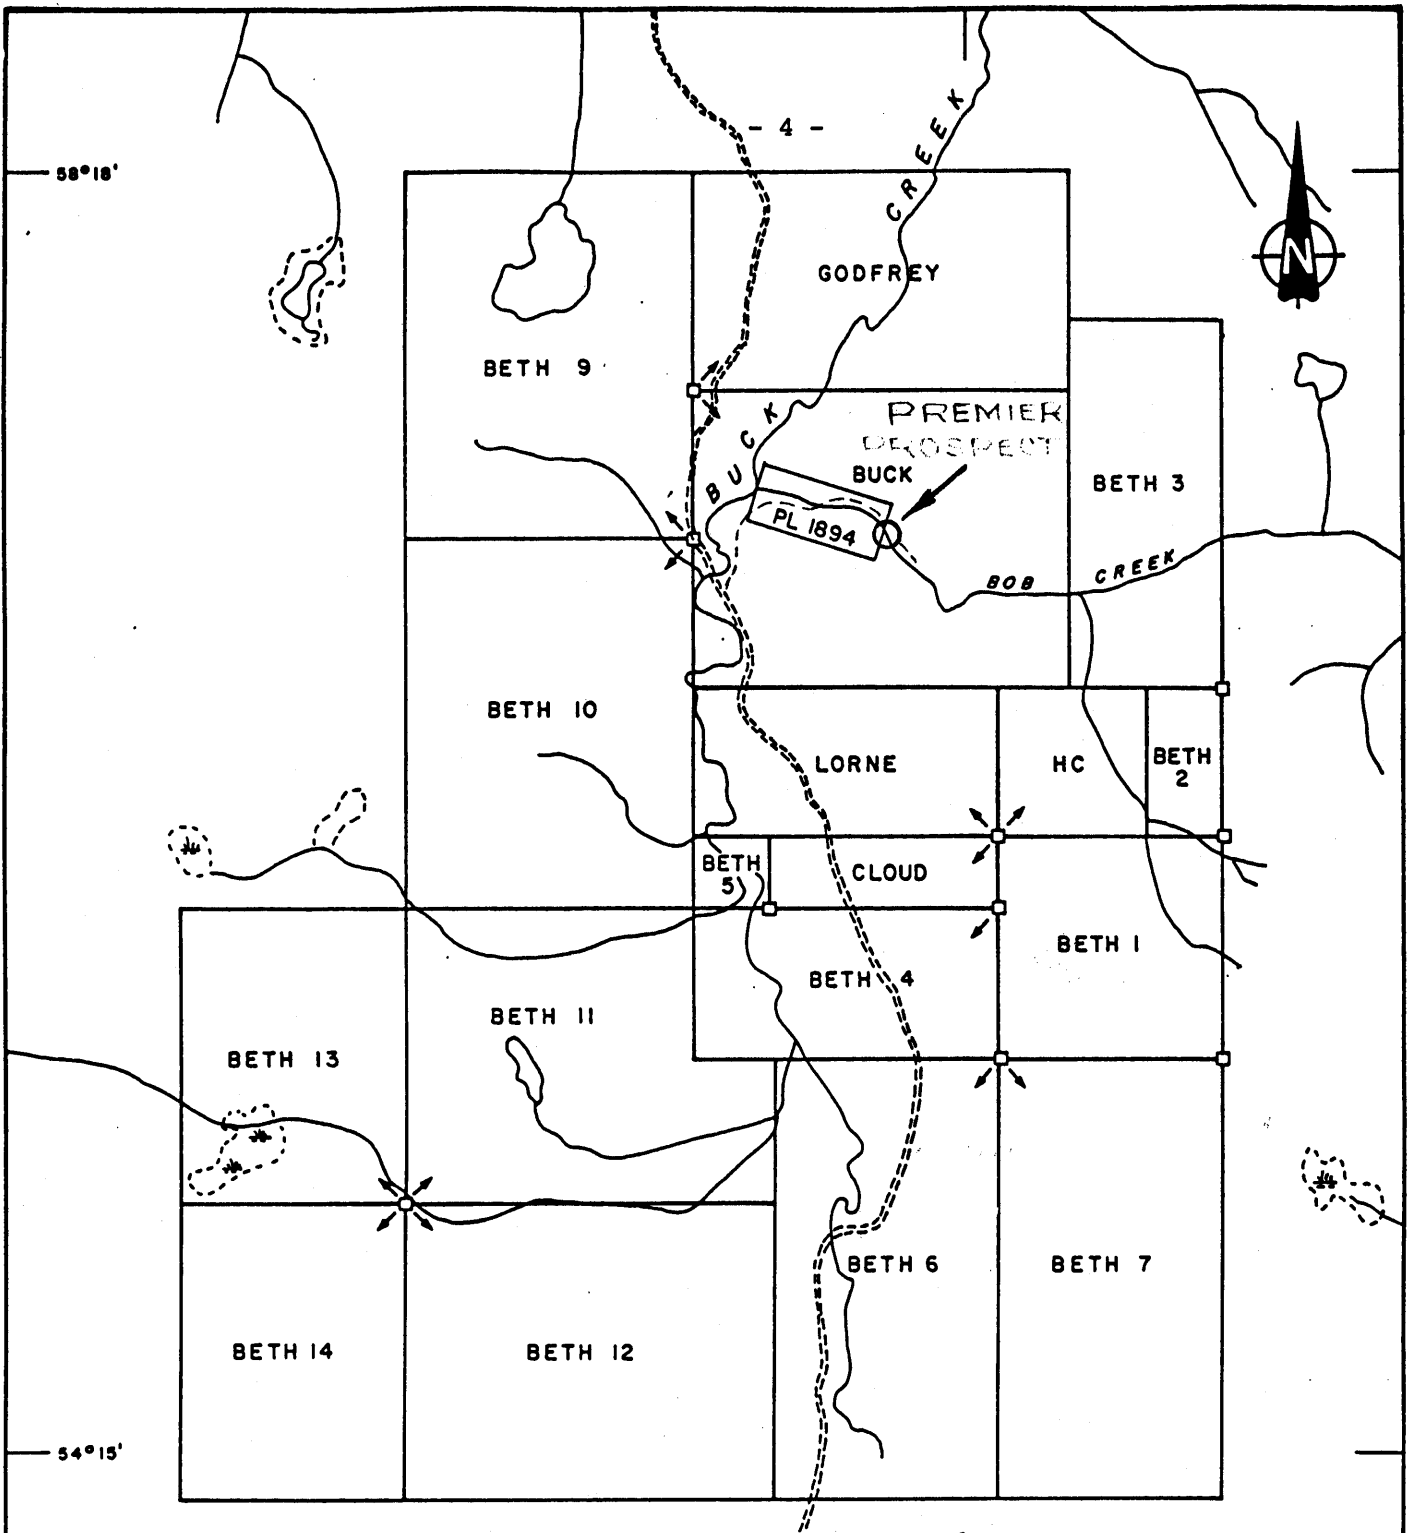 - 4 -
58°18'
CREEK
N
GODFREY
BETH 9
PREMIER
PROSPECT
BUCK
BUCK
BETH 3
PL 1894
BOB CREEK
BETH 10
LORNE
HC
BETH
2
BETH
5
CLOUD
BETH 1
BETH 4
BETH 11
BETH 13
BETH 6
BETH 7
BETH 14
BETH 12
54°15'